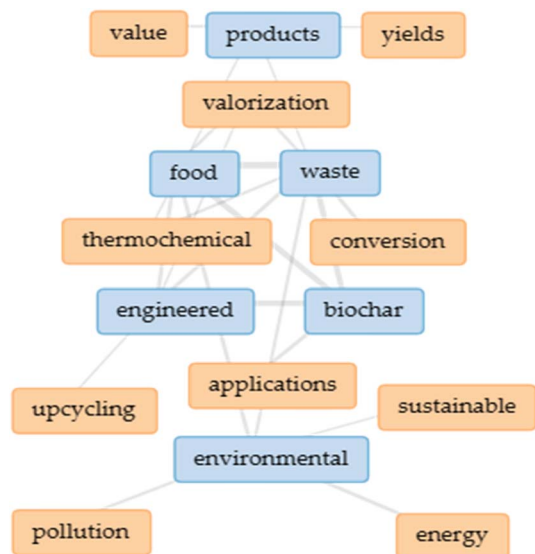 value
products
yields
valorization
food
waste
thermochemical
conversion
engineered
biochar
applications
upcycling
sustainable
environmental
pollution
energy